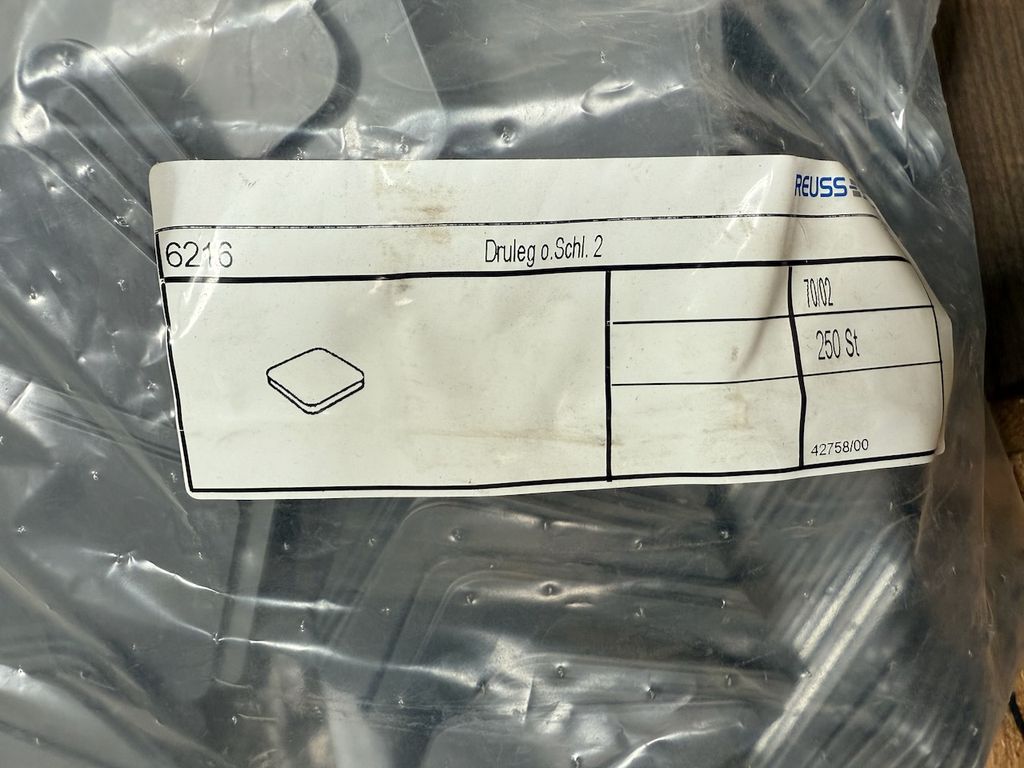 REUSS
6216 Druleg o.Schl. 2
70/02
250 St
42758/00